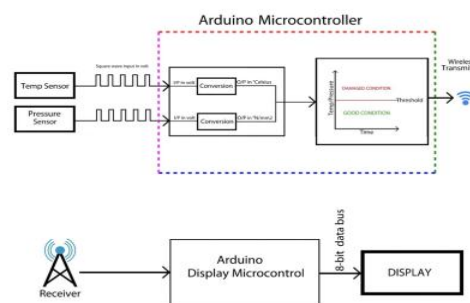 Arduino Microcontroller
Wireless
Transmit
Square wave input in volt
Temp Sensor
I/P in volt
Conversion
O/P in °Celsius
Pressure
Sensor
I/P in volt
Conversion
O/P in °N/mm2
Temp/Pressure
DAMAGED CONDITION
Threshold
GOOD CONDITION
Time
Receiver
Arduino
Display Microcontrol
8-bit data bus
DISPLAY